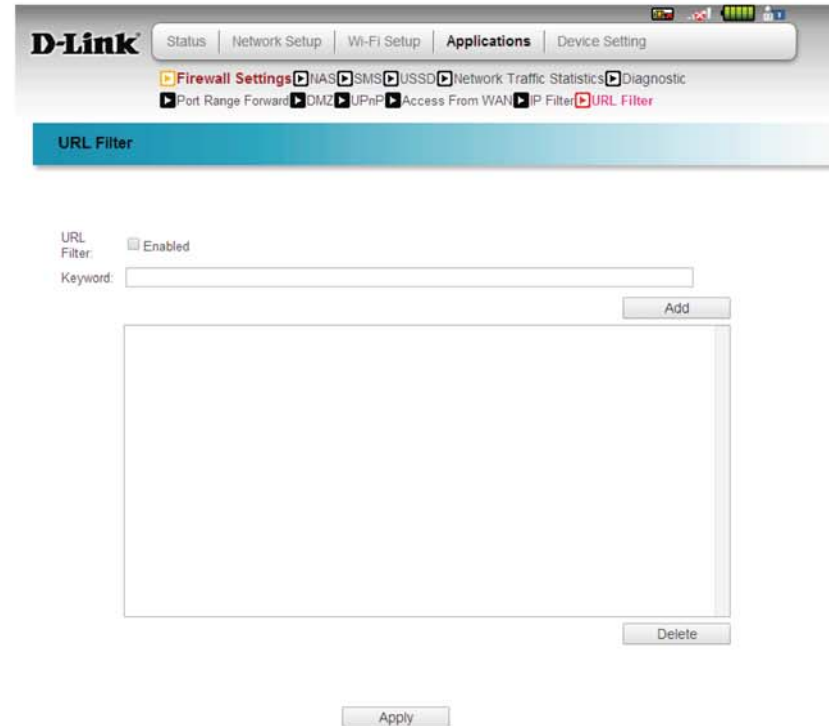 D-Link
Status | Network Setup | Wi-Fi Setup | Applications | Device Setting
Firewall Settings NAS SMS USSD Network Traffic Statistics Diagnostic
Port Range Forward DMZ UPnP Access From WAN IP Filter URL Filter
URL Filter
URL
Filter:
Enabled
Keyword:
Add
Delete
Apply